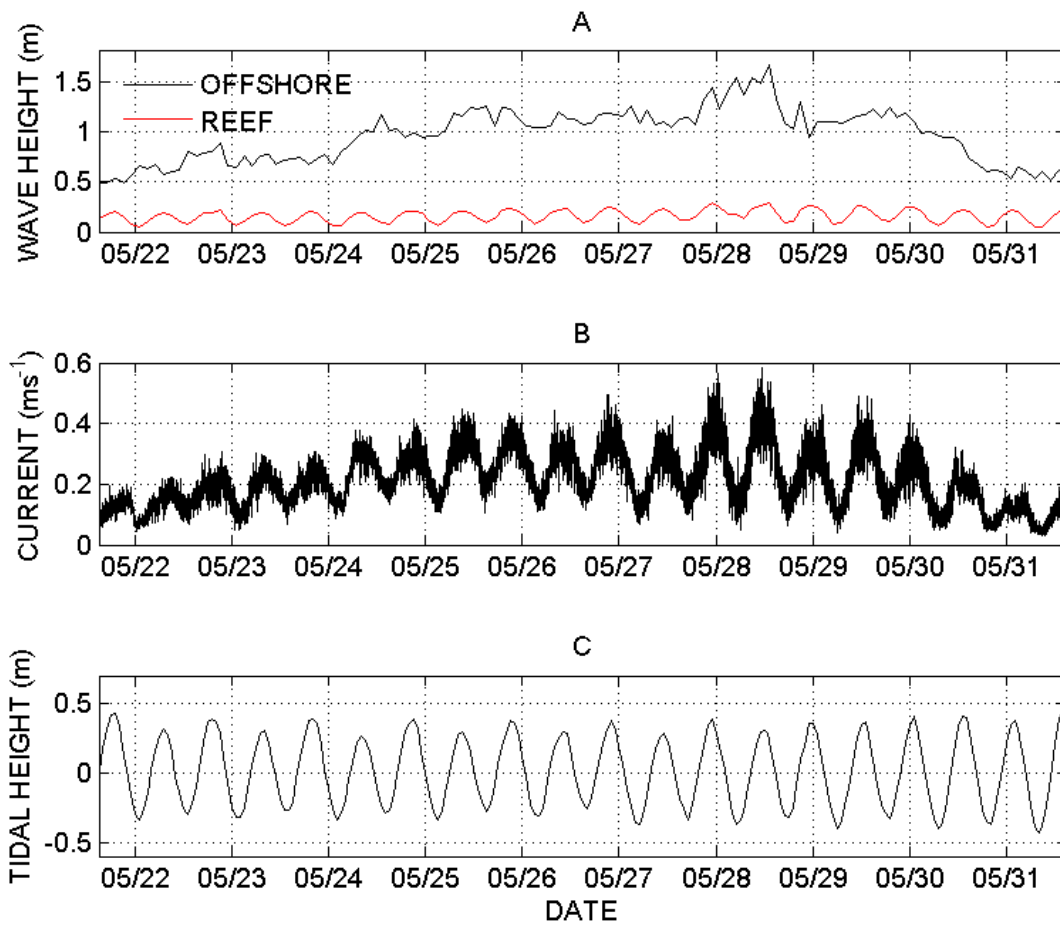 A
WAVE HEIGHT (m)
1.5
1
0.5
0
OFFSHORE
REEF
05/22 05/23 05/24 05/25 05/26 05/27 05/28 05/29 05/30 05/31
B
CURRENT (ms⁻¹)
0.6
0.4
0.2
0
05/22 05/23 05/24 05/25 05/26 05/27 05/28 05/29 05/30 05/31
C
TIDAL HEIGHT (m)
0.5
0
-0.5
05/22 05/23 05/24 05/25 05/26 05/27 05/28 05/29 05/30 05/31
DATE